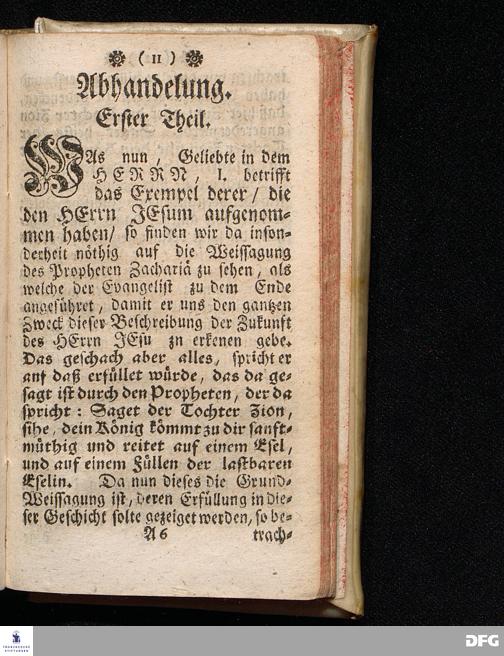 ( 11 )
Abhandelung.
Erster Theil.
WAs nun, Geliebte in dem
HERRN, I. betrifft
das Exempel derer / die
den HErrn JEsum aufgenom-
men haben / so finden wir da inson-
derheit nöthig auf die Weissagung
des Propheten Zachariä zu sehen, als
welche der Evangelist zu dem Ende
angeführet, damit er uns den gantzen
Zweck dieser Beschreibung der Zukunft
des HErrn JEsu zn erkenen gebe.
Das geschach aber alles, spricht er
auf daß erfüllet würde, das da ge-
sagt ist durch den Propheten, der da
spricht: Saget der Tochter Zion,
sihe, dein König kömmt zu dir sanft-
müthig und reitet auf einem Esel,
und auf einem Füllen der lastbaren
Eselin. Da nun dieses die Grund-
Weissagung ist, deren Erfüllung in die-
ser Geschicht solte gezeiget werden, so be-
A 6 trach-
FRANCKESCHE
STIFTUNGEN
DFG